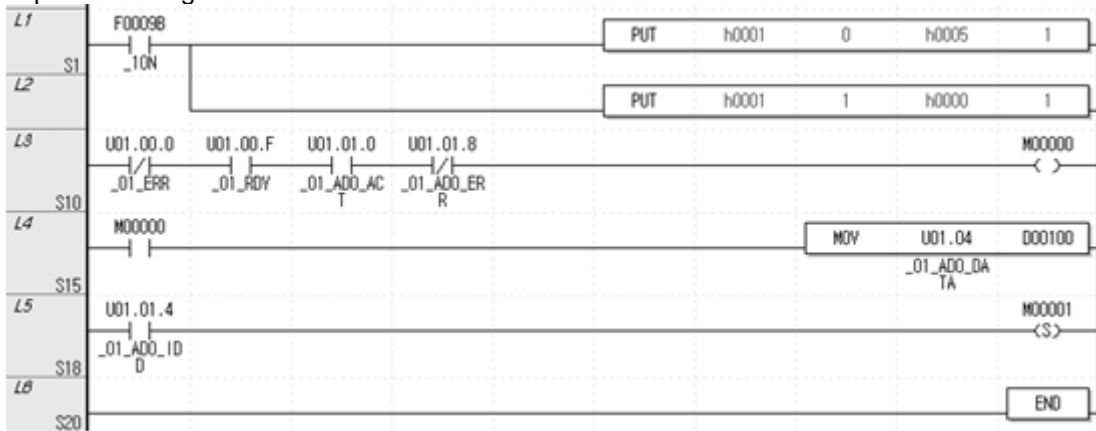 L1 F0009B PUT h0001 0 h0005 1
S1 _1ON
L2 PUT h0001 1 h0000 1
L3 U01.00.0 U01.00.F U01.01.0 U01.01.8 M00000
_01_ERR _01_RDY _01_AD0_AC _01_AD0_ER
T R
S10
L4 M00000 MOV U01.04 D00100
_01_AD0_DA
TA
S15
L5 U01.01.4 M00001
(S)
_01_AD0_ID
D
S18
L6 END
S20